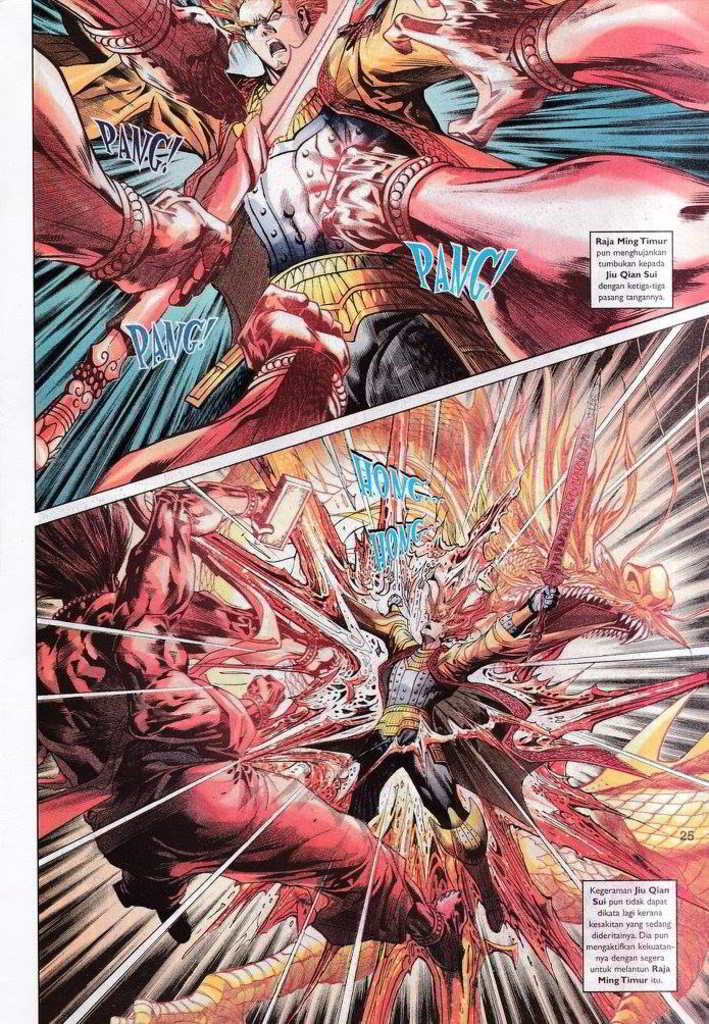 PANG!
Raja Ming Timur
pun menghujankan
tumbukan kepada
Jiu Qian Sui
dengan ketiga-tiga
pasang tangannya.
PANG!
PANG!
HONG...
HONG
25
Kegeraman Jiu Qian
Sui pun tidak dapat
dikata lagi kerana
kesakitan yang sedang
dideritainya. Dia pun
mengaktifkan kekuatan-
nya dengan segera
untuk melantun Raja
Ming Timur itu.